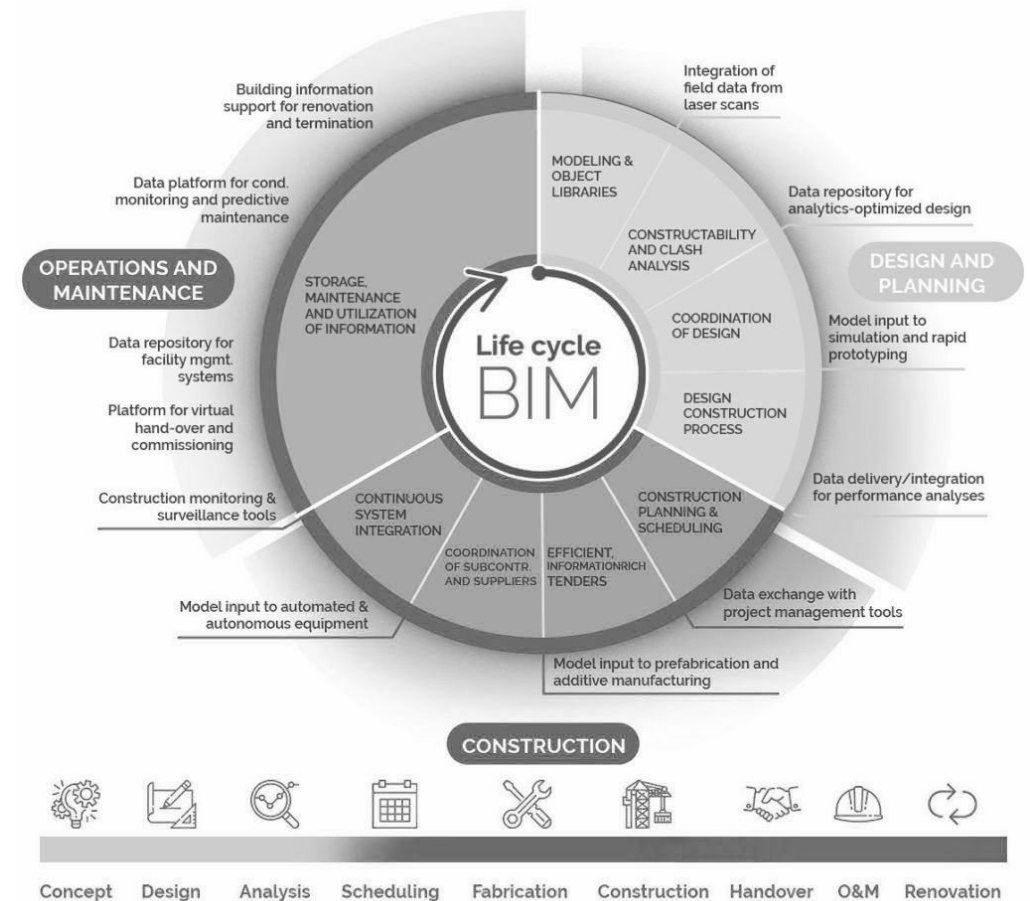 Building information
support for renovation
and termination
Integration of
field data from
laser scans
Data platform for cond.
monitoring and predictive
maintenance
Data repository for
analytics-optimized design
MODELING &
OBJECT
LIBRARIES
CONSTRUCTABILITY
AND CLASH
ANALYSIS
OPERATIONS AND
MAINTENANCE
DESIGN AND
PLANNING
STORAGE,
MAINTENANCE
AND UTILIZATION
OF INFORMATION
COORDINATION
OF DESIGN
Model input to
simulation and rapid
prototyping
Life cycle
BIM
Data repository for
facility mgmt.
systems
DESIGN
CONSTRUCTION
PROCESS
Platform for virtual
hand-over and
commissioning
Data delivery/integration
for performance analyses
Construction monitoring &
surveillance tools
CONTINUOUS
SYSTEM
INTEGRATION
CONSTRUCTION
PLANNING &
SCHEDULING
COORDINATION
OF SUBCONTR.
AND SUPPLIERS
EFFICIENT,
INFORMATIONRICH
TENDERS
Model input to automated &
autonomous equipment
Data exchange with
project management tools
Model input to prefabrication and
additive manufacturing
CONSTRUCTION
Concept Design Analysis Scheduling Fabrication Construction Handover O&M Renovation